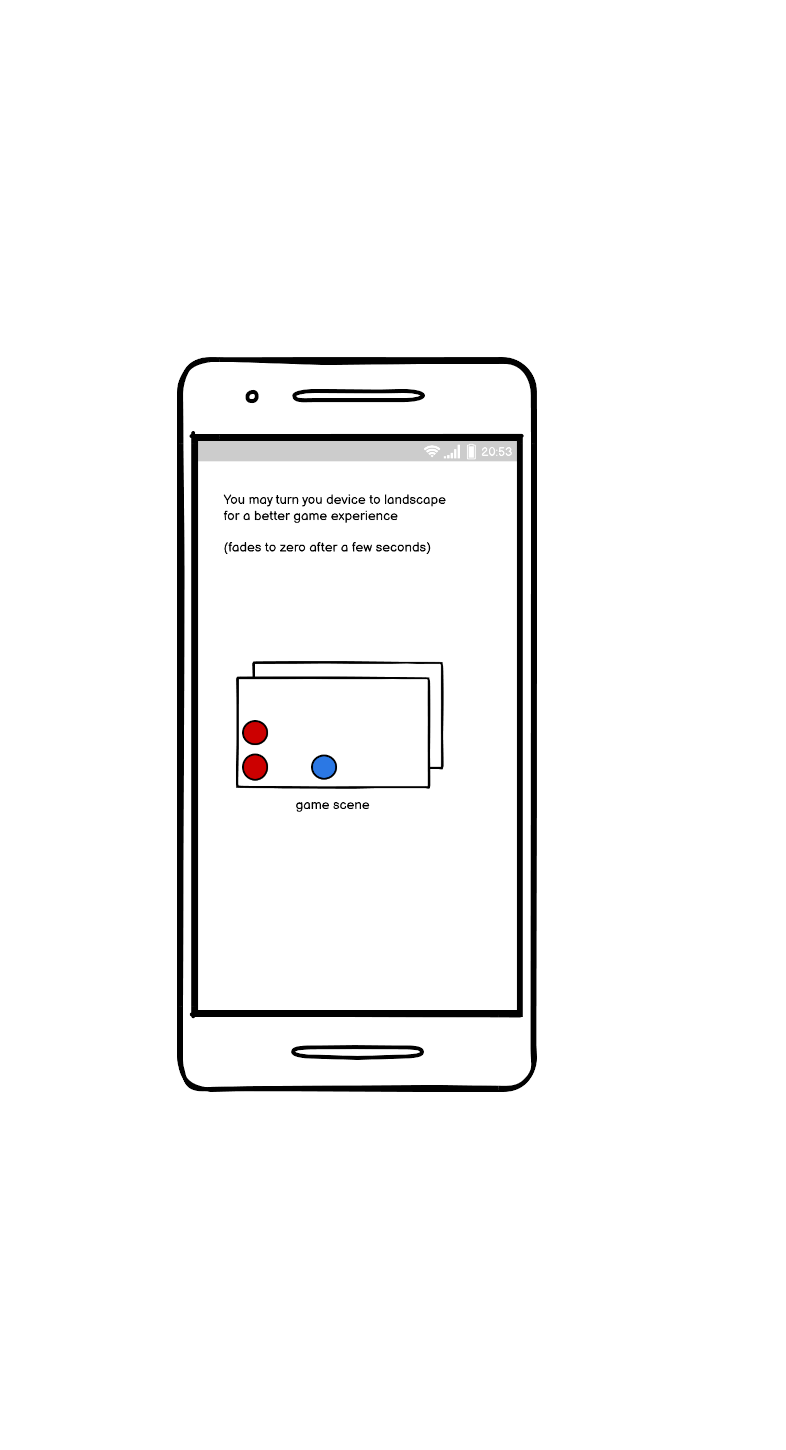 20:53
You may turn you device to landscape
for a better game experience
(fades to zero after a few seconds)
game scene